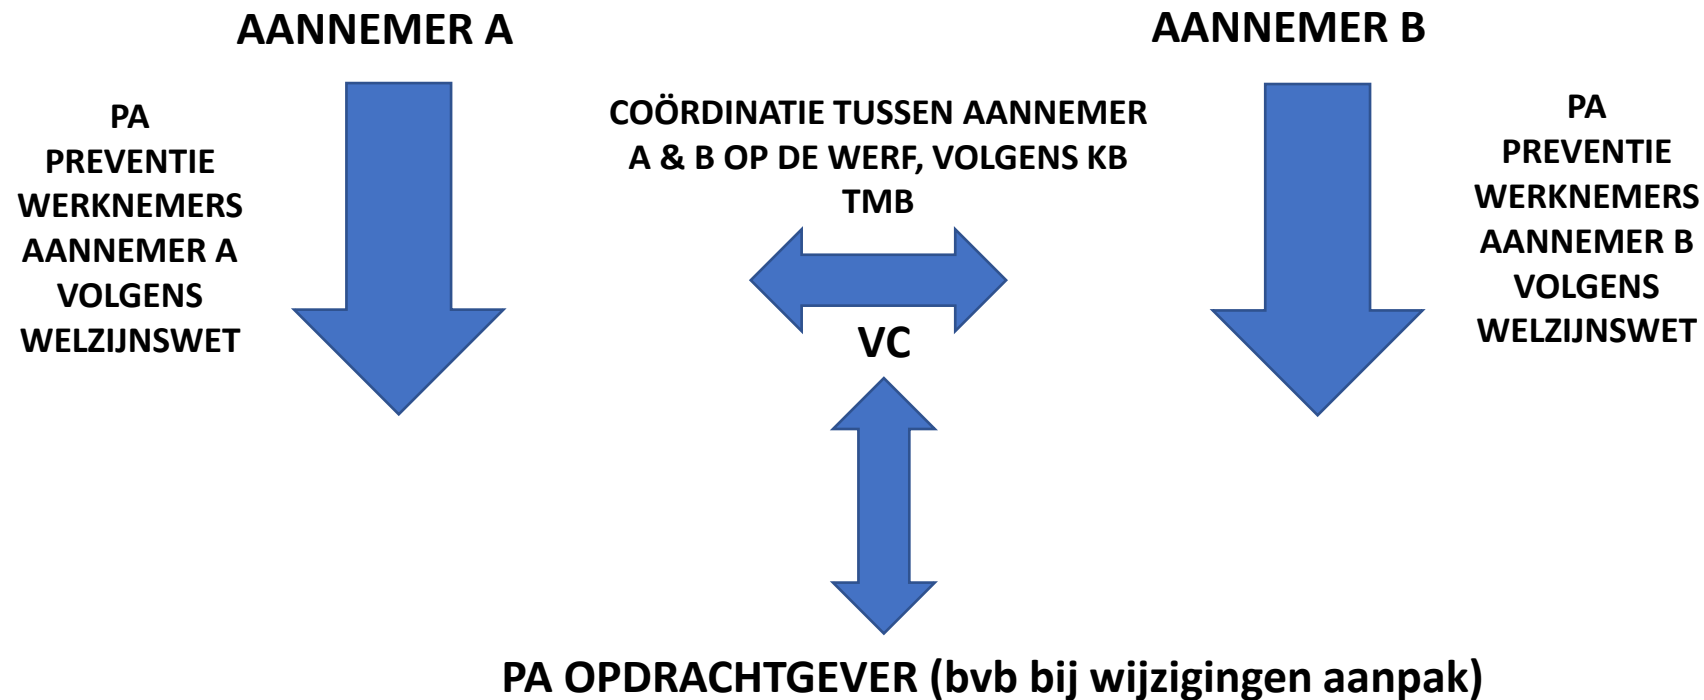 AANNEMER A
AANNEMER B
PA
PREVENTIE
WERKNEMERS
AANNEMER A
VOLGENS
WELZIJNSWET
COÖRDINATIE TUSSEN AANNEMER
A & B OP DE WERF, VOLGENS KB
TMB
VC
PA
PREVENTIE
WERKNEMERS
AANNEMER B
VOLGENS
WELZIJNSWET
PA OPDRACHTGEVER (bvb bij wijzigingen aanpak)